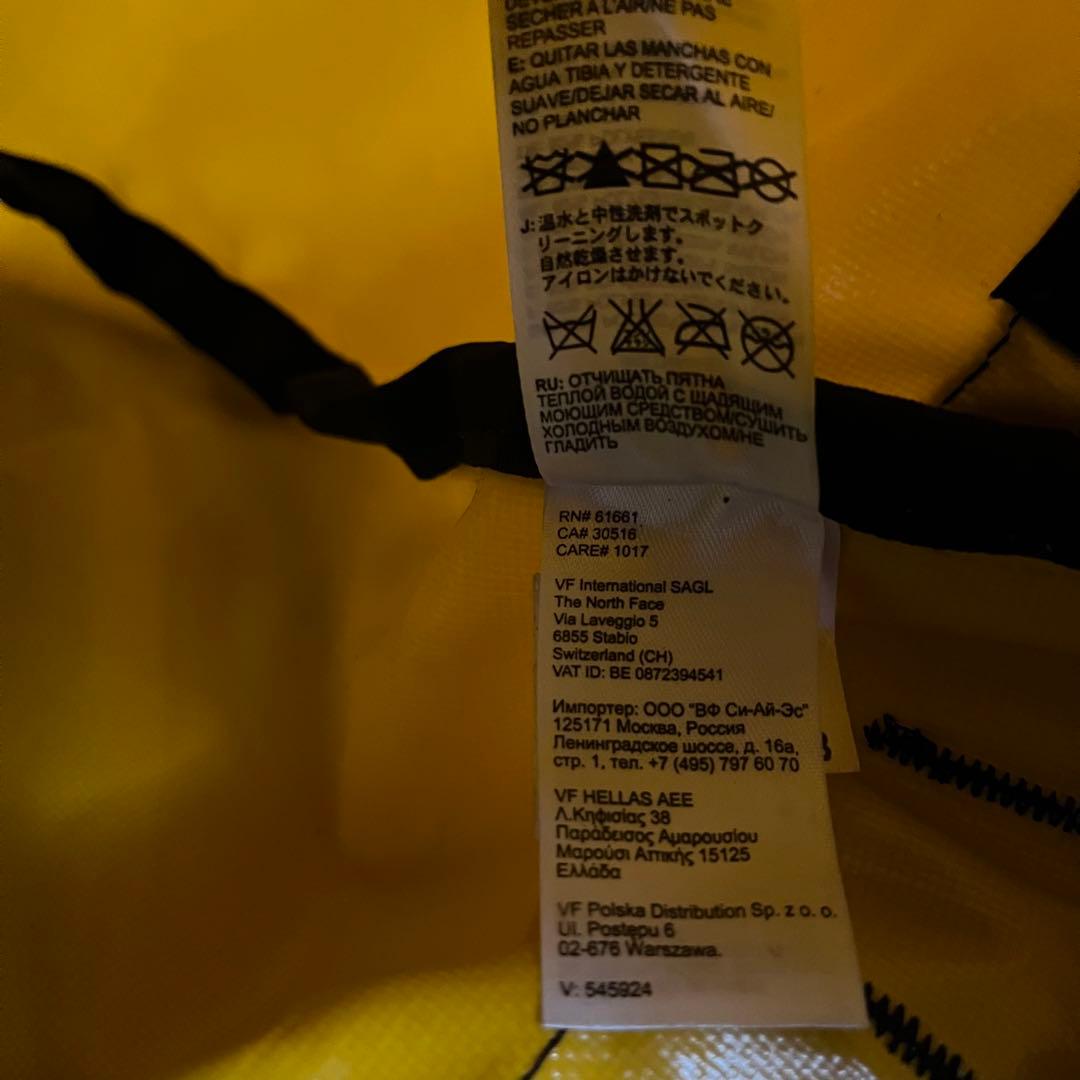 SÉCHER À L'AIR/NE PAS
REPASSER
E: QUITAR LAS MANCHAS CON
AGUA TIBIA Y DETERGENTE
SUAVE/DEJAR SECAR AL AIRE/
NO PLANCHAR
J: 温水と中性洗剤でスポットク
リーニングします。
自然乾燥させます。
アイロンはかけないでください。
RU: ОТЧИЩАТЬ ПЯТНА
ТЕПЛОЙ ВОДОЙ С ЩАДЯЩИМ
МОЮЩИМ СРЕДСТВОМ/СУШИТЬ
ХОЛОДНЫМ ВОЗДУХОМ/НЕ
ГЛАДИТЬ
RN# 61661
CA# 30516
CARE# 1017
VF International SAGL
The North Face
Via Laveggio 5
6855 Stabio
Switzerland (CH)
VAT ID: BE 0872394541
Импортер: ООО "ВФ Си-Ай-Эс"
125171 Москва, Россия
Ленинградское шоссе, д. 16а,
стр. 1, тел. +7 (495) 797 60 70
VF HELLAS AEE
Λ.Κηφισίας 38
Παράδεισος Αμαρουσίου
Μαρούσι Αττικής 15125
Ελλάδα
VF Polska Distribution Sp. z o. o.
Ul. Postępu 6
02-676 Warszawa.
V: 545924